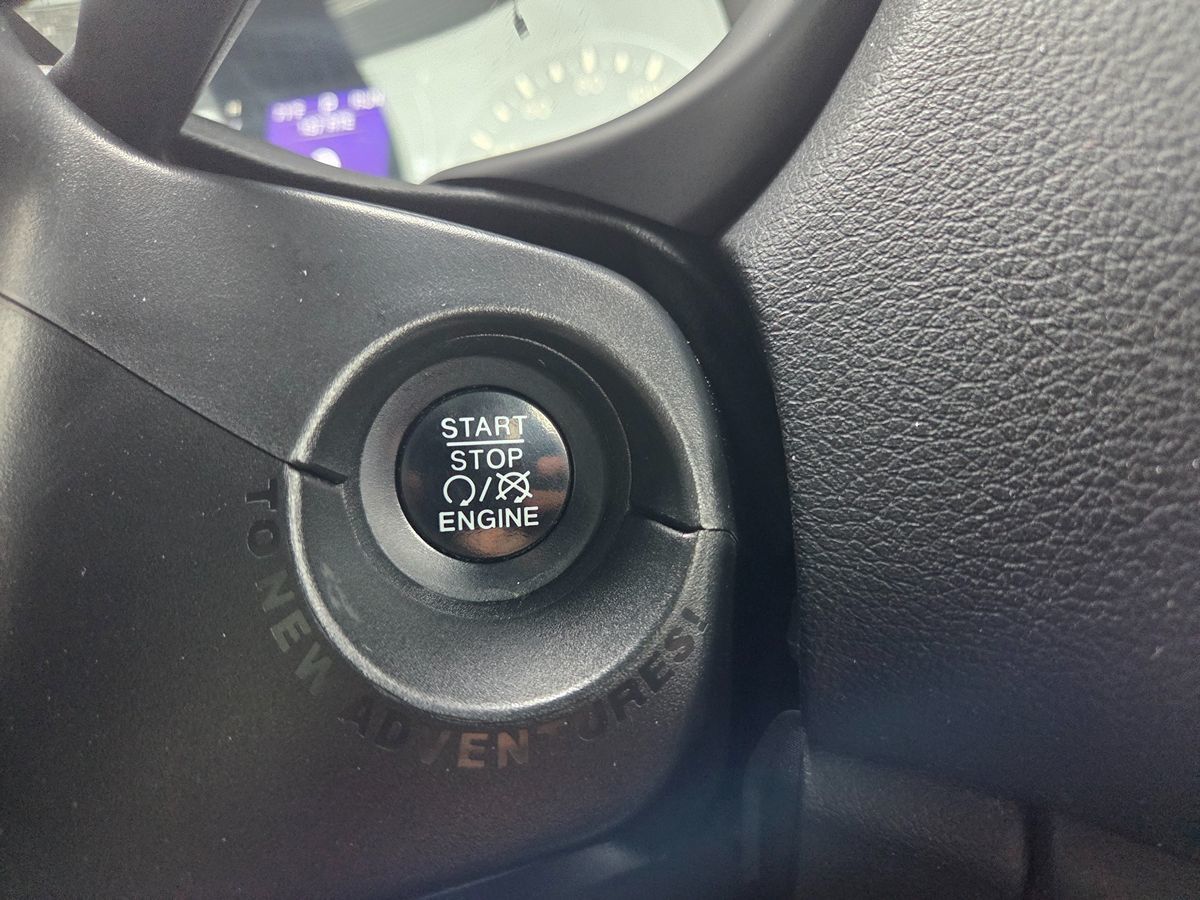 START
STOP
/
ENGINE
TO NEW ADVENTURES!